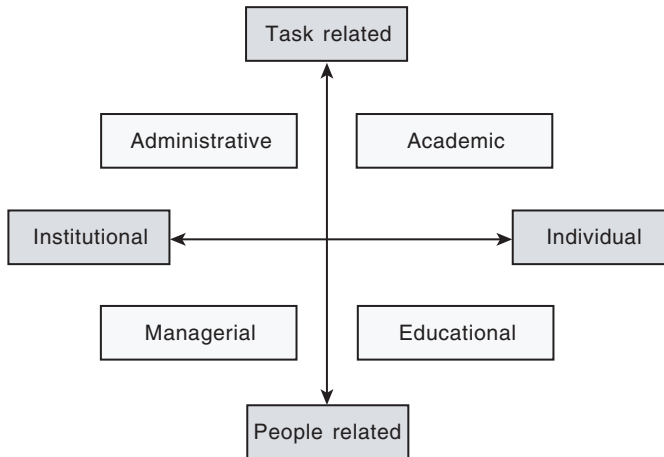 Task related
Administrative
Academic
Institutional
Individual
Managerial
Educational
People related